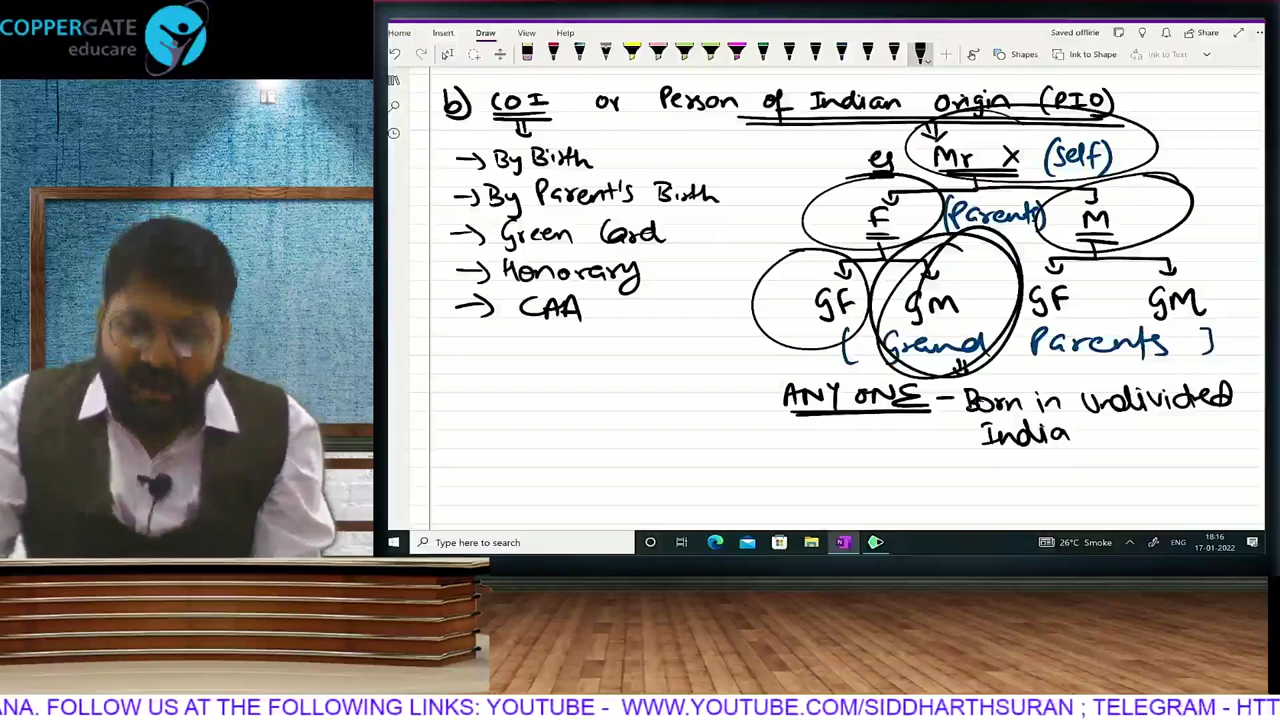 COPPERGATE
educare
Home Insert Draw View Help
Saved offline
Share
Shapes
Ink to Shape
Ink to Text
b) COI or Person of Indian Origin (PIO)
→ By Birth
→ By Parent's Birth
→ Green Card
→ Honorary
→ CAA
eg Mr X (Self)
F (Parents) M
GF GM GF GM
( Grand Parents ]
ANY ONE - Born in undivided
India
Type here to search
26°C Smoke
ENG
18:16
17-01-2022
ANA. FOLLOW US AT THE FOLLOWING LINKS: YOUTUBE - WWW.YOUTUBE.COM/SIDDHARTHSURAN ; TELEGRAM - HTT